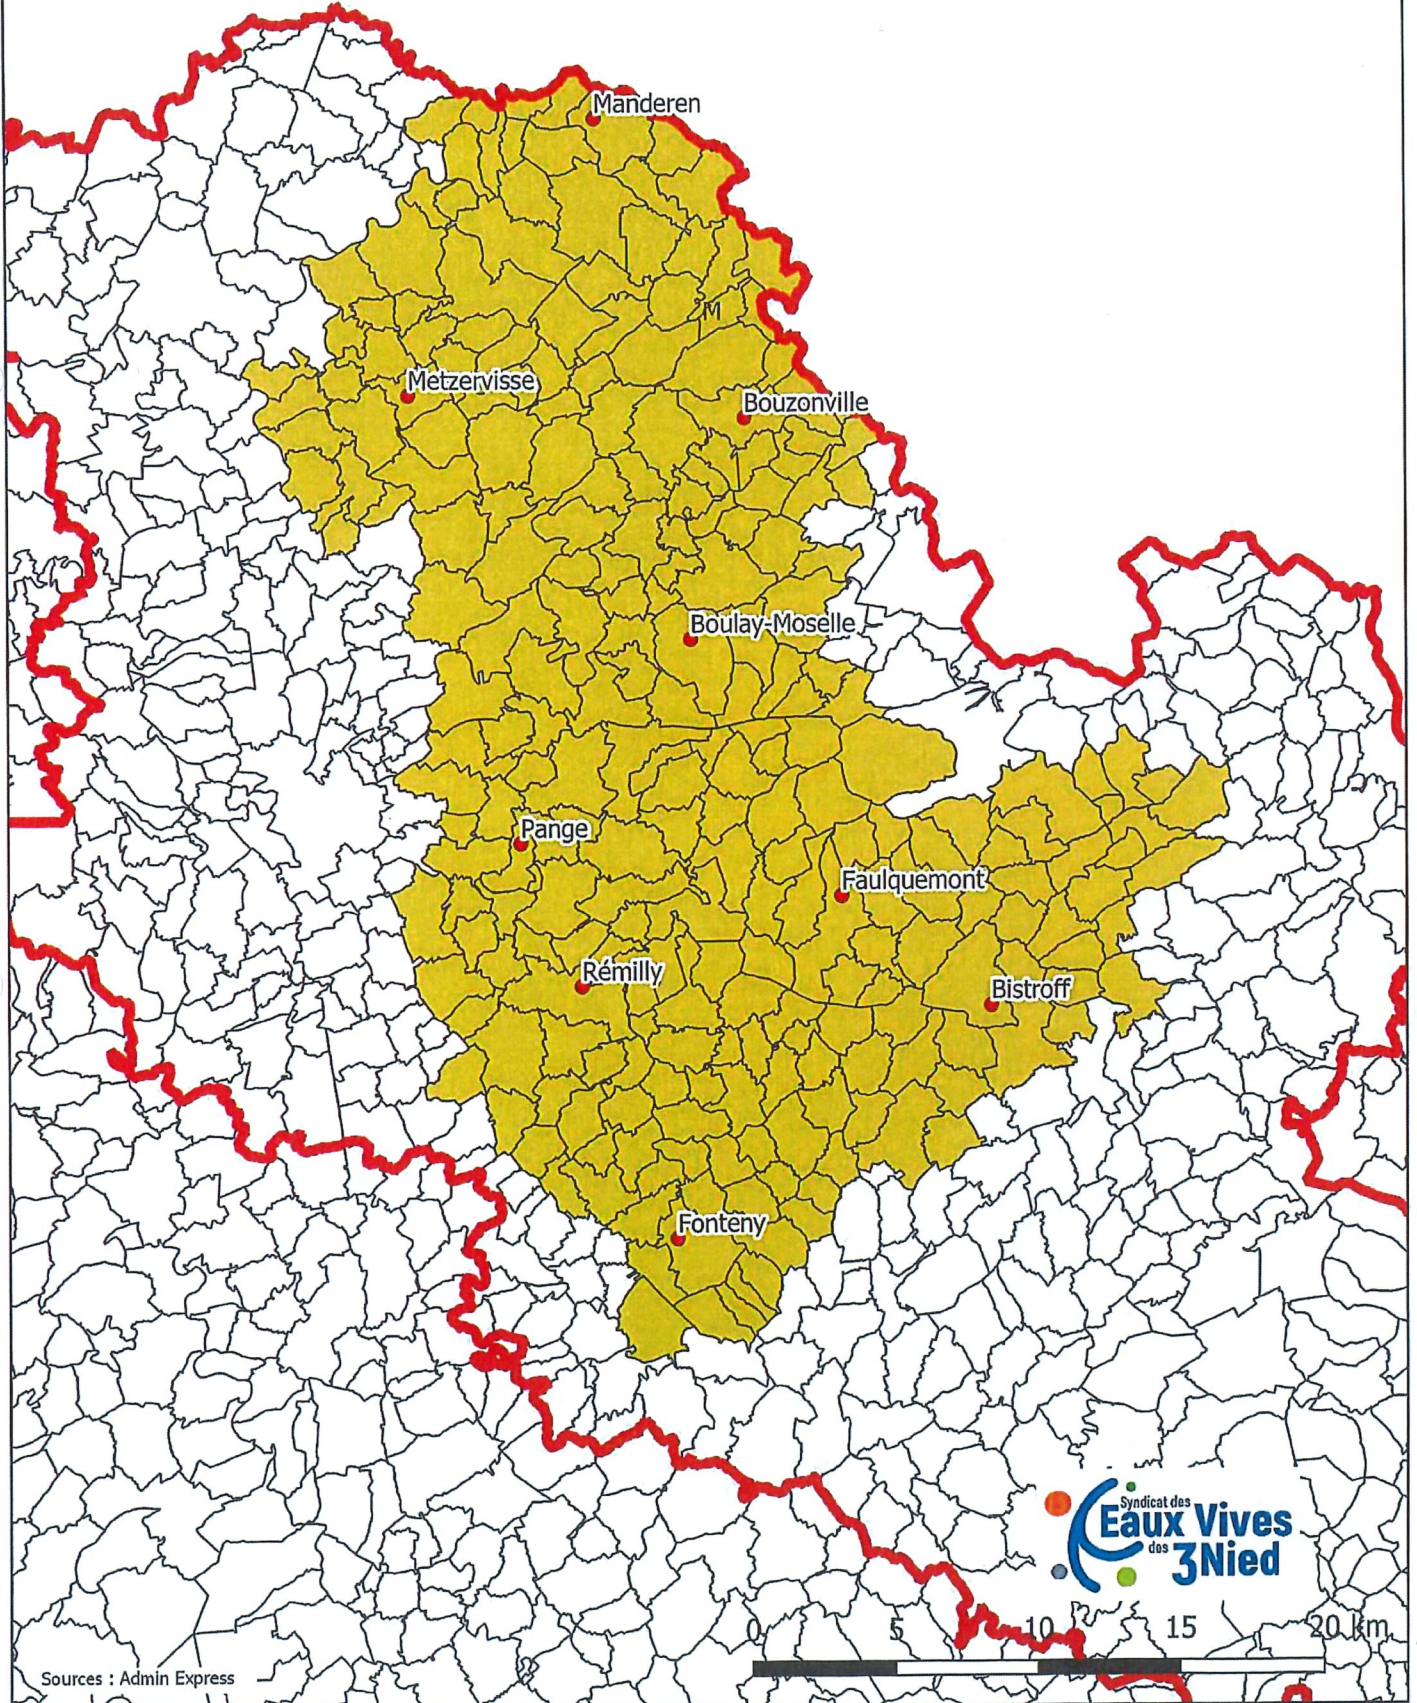 Manderen
M
Metzervisse
Bouzonville
Boulay-Moselle
Pange
Faulquemont
Rémilly
Bistroff
Fonteny
Syndicat des
Eaux Vives
des 3Nied
0 5 10 15 20 km
Sources : Admin Express